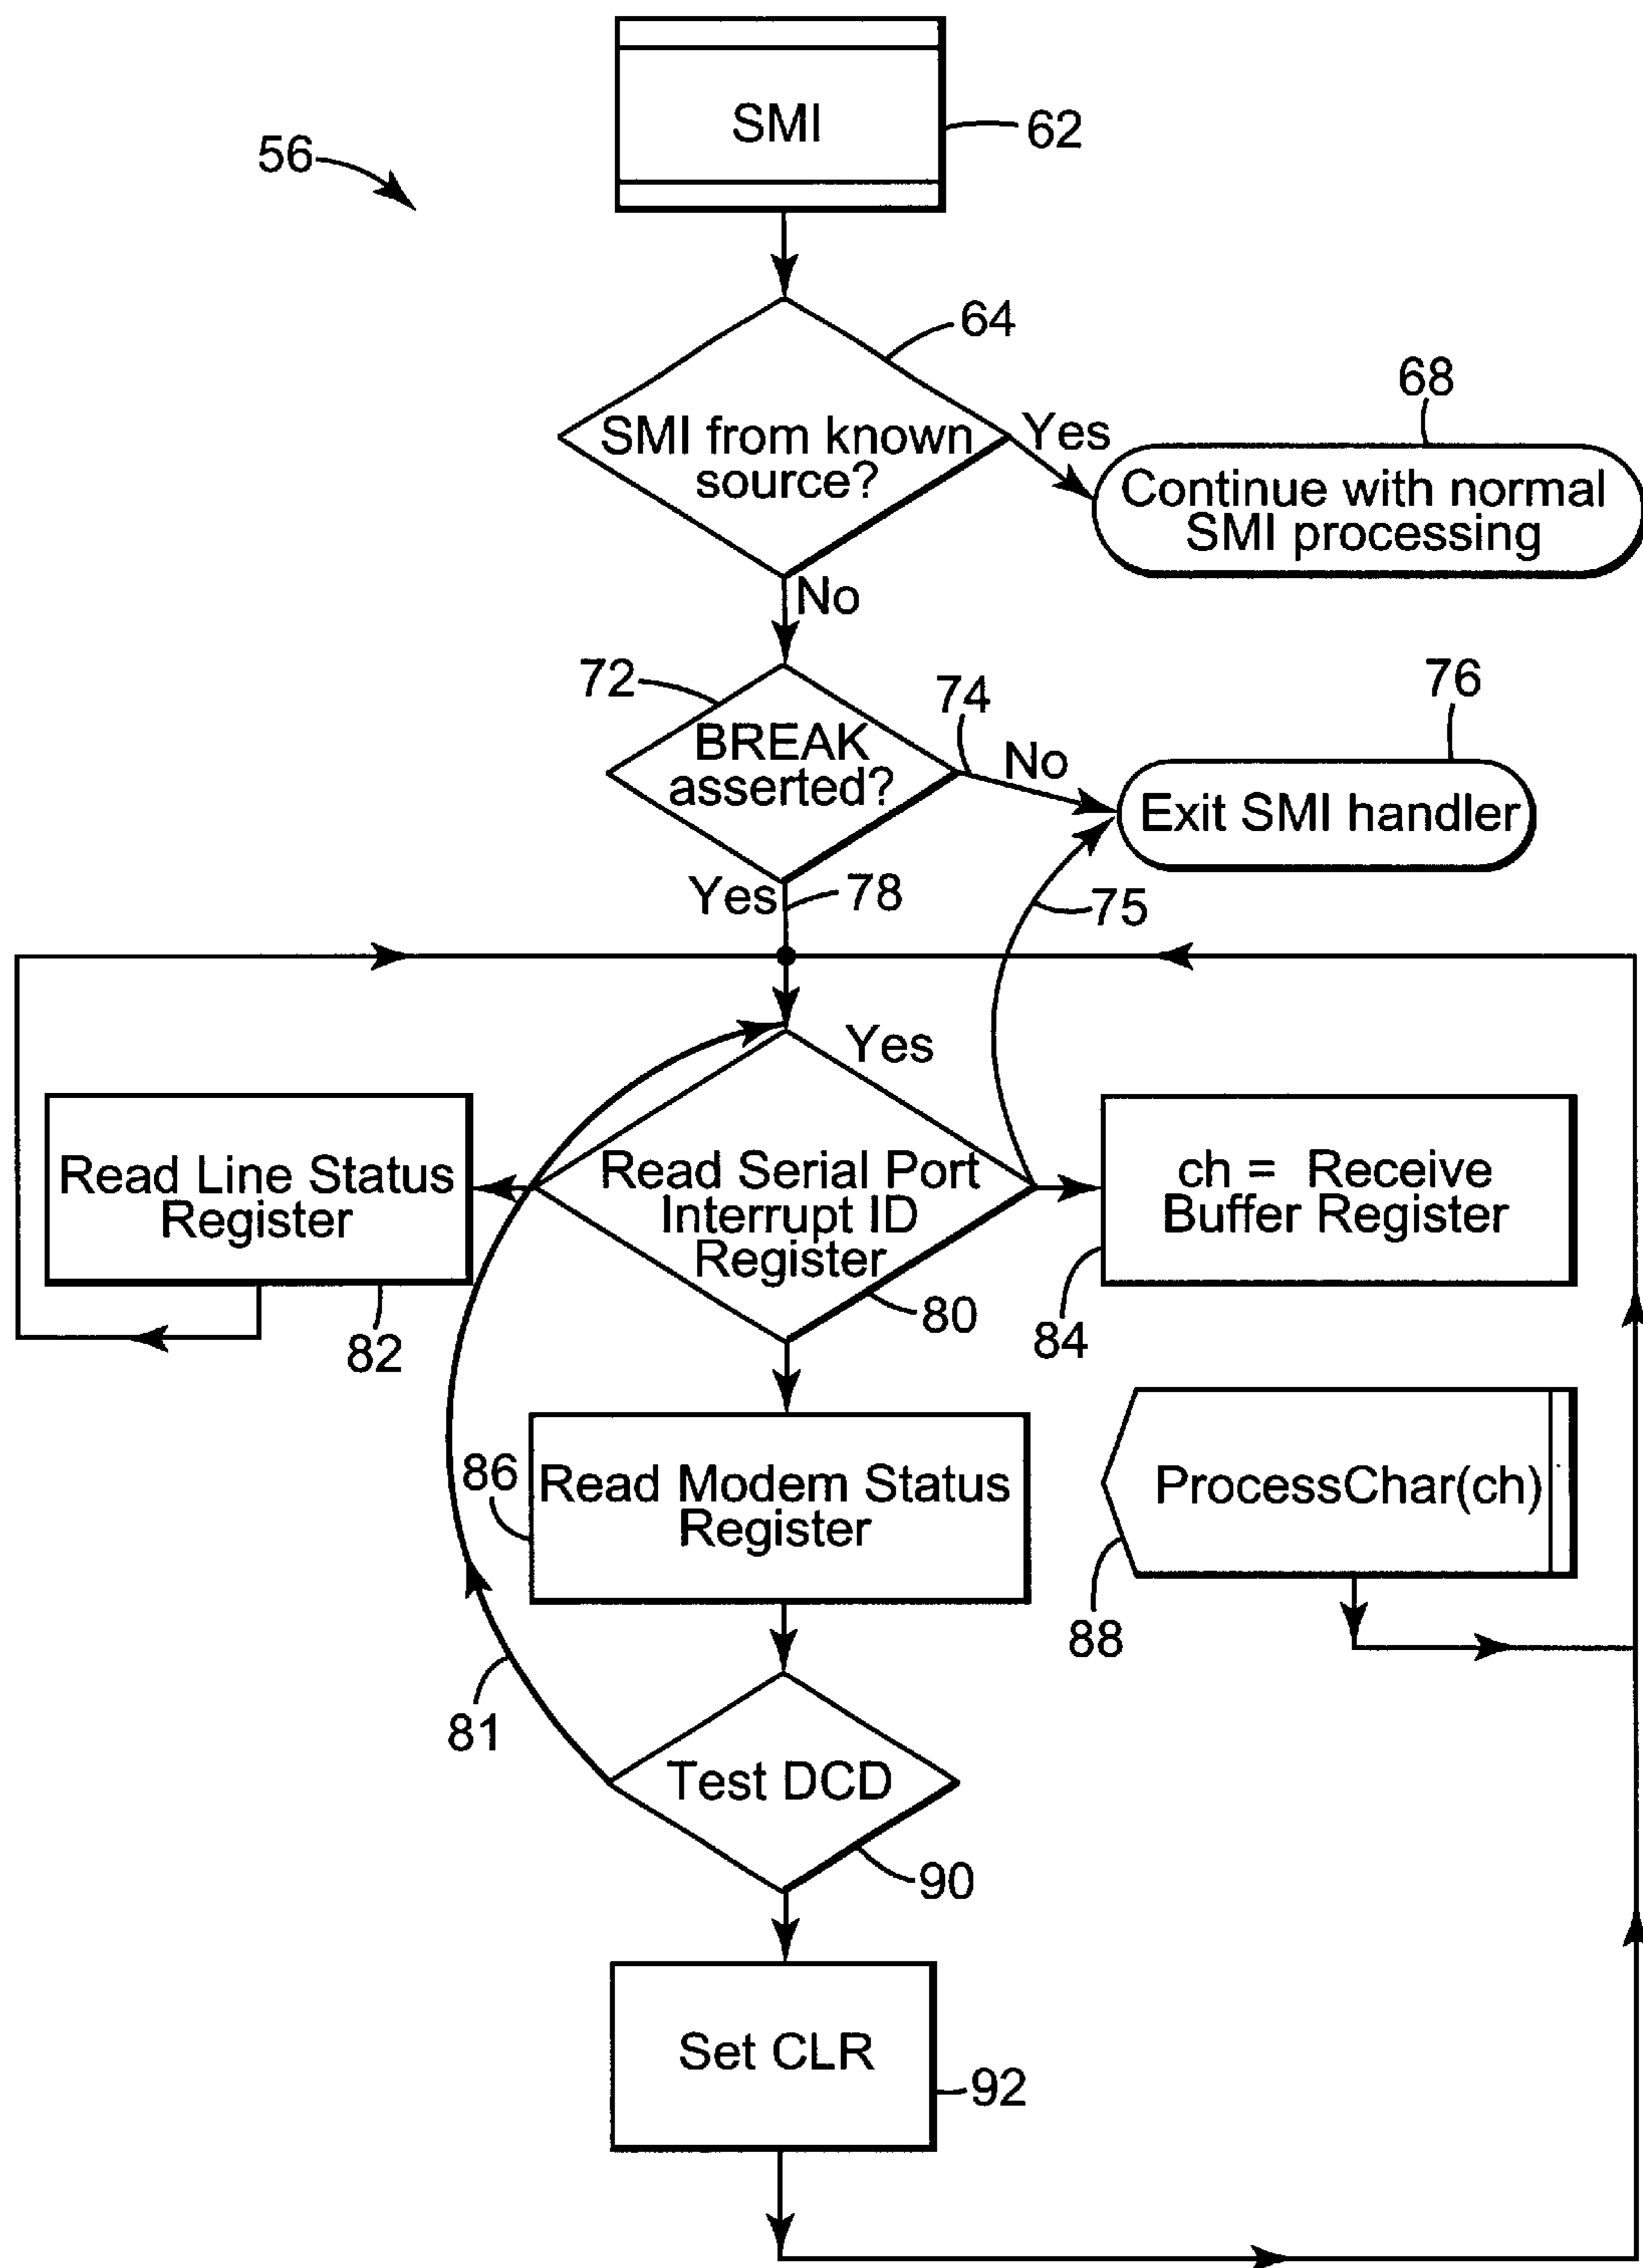 SMI
62
56
64
SMI from known
source?
Yes
68
Continue with normal
SMI processing
No
72
BREAK
asserted?
74
No
76
Exit SMI handler
Yes
78
75
Yes
Read Line Status
Register
82
Read Serial Port
Interrupt ID
Register
80
ch = Receive
Buffer Register
84
86
Read Modem Status
Register
ProcessChar(ch)
88
81
Test DCD
90
Set CLR
92